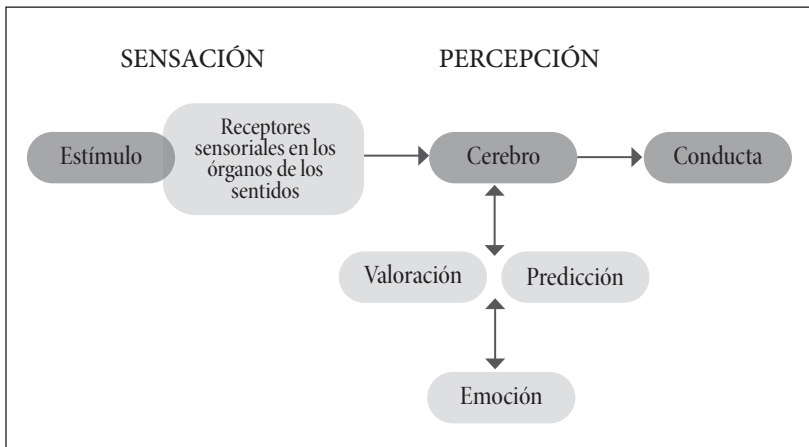 SENSACIÓN
PERCEPCIÓN
Estímulo
Receptores
sensoriales en los
órganos de los
sentidos
Cerebro
Conducta
Valoración
Predicción
Emoción